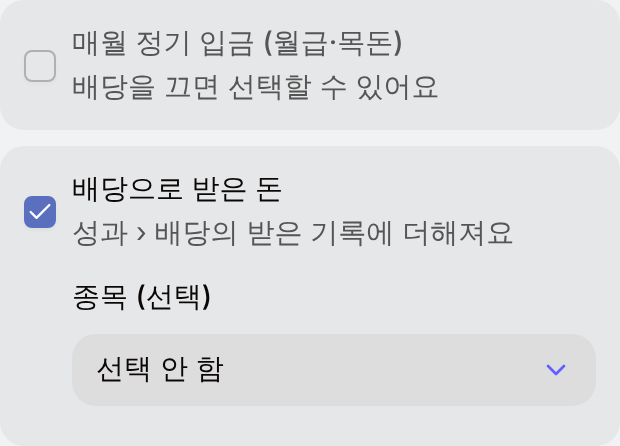 매월 정기 입금 (월급·목돈)
배당을 끄면 선택할 수 있어요
배당으로 받은 돈
성과 › 배당의 받은 기록에 더해져요
종목 (선택)
선택 안 함